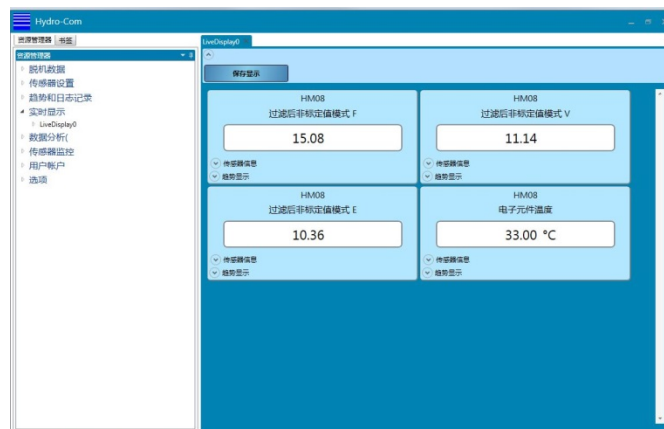 Hydro-Com
资源管理器 书签
资源管理器
脱机数据
传感器设置
趋势和日志记录
实时显示
LiveDisplay0
数据分析(
传感器监控
用户帐户
选项
LiveDisplay0
保存显示
HM08
过滤后非标定值模式 F
15.08
传感器信息
趋势显示
HM08
过滤后非标定值模式 V
11.14
传感器信息
趋势显示
HM08
过滤后非标定值模式 E
10.36
传感器信息
趋势显示
HM08
电子元件温度
33.00 °C
传感器信息
趋势显示